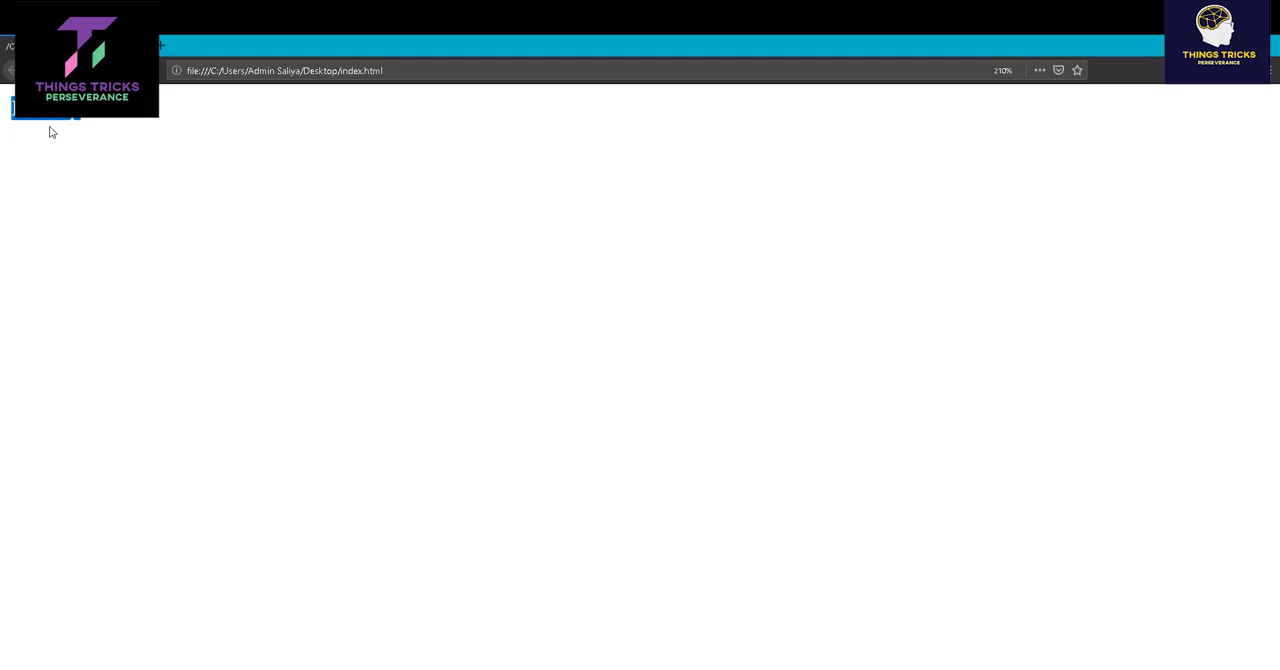 /C
THINGS TRICKS
PERSEVERANCE
THINGS TRICKS
PERSEVERANCE
file:///C:/Users/Admin Saliya/Desktop/index.html
210%